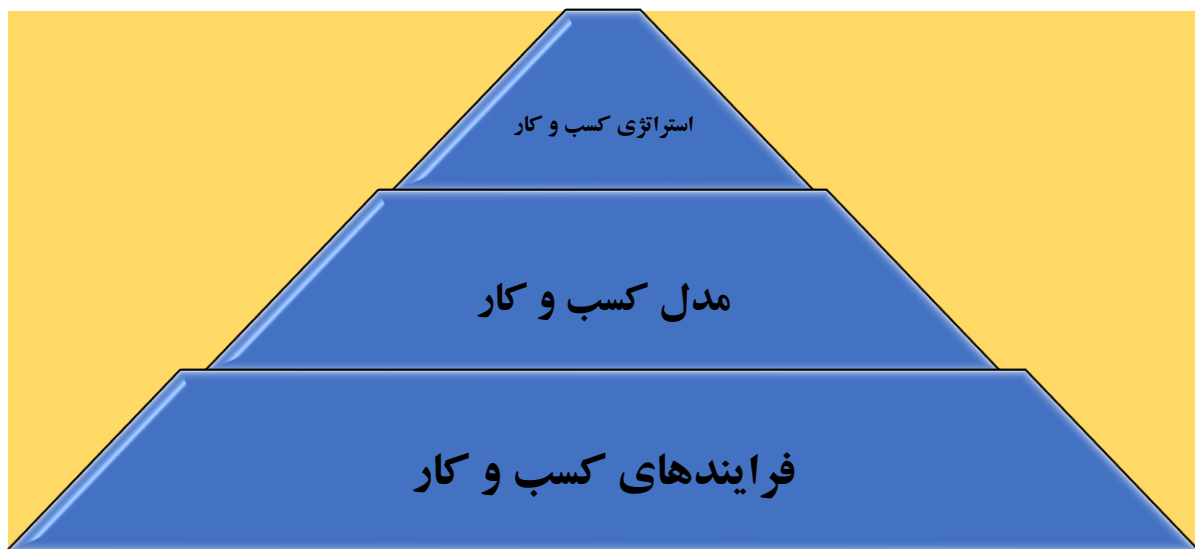 استراتژی کسب و کار
مدل کسب و کار
فرایندهای کسب و کار